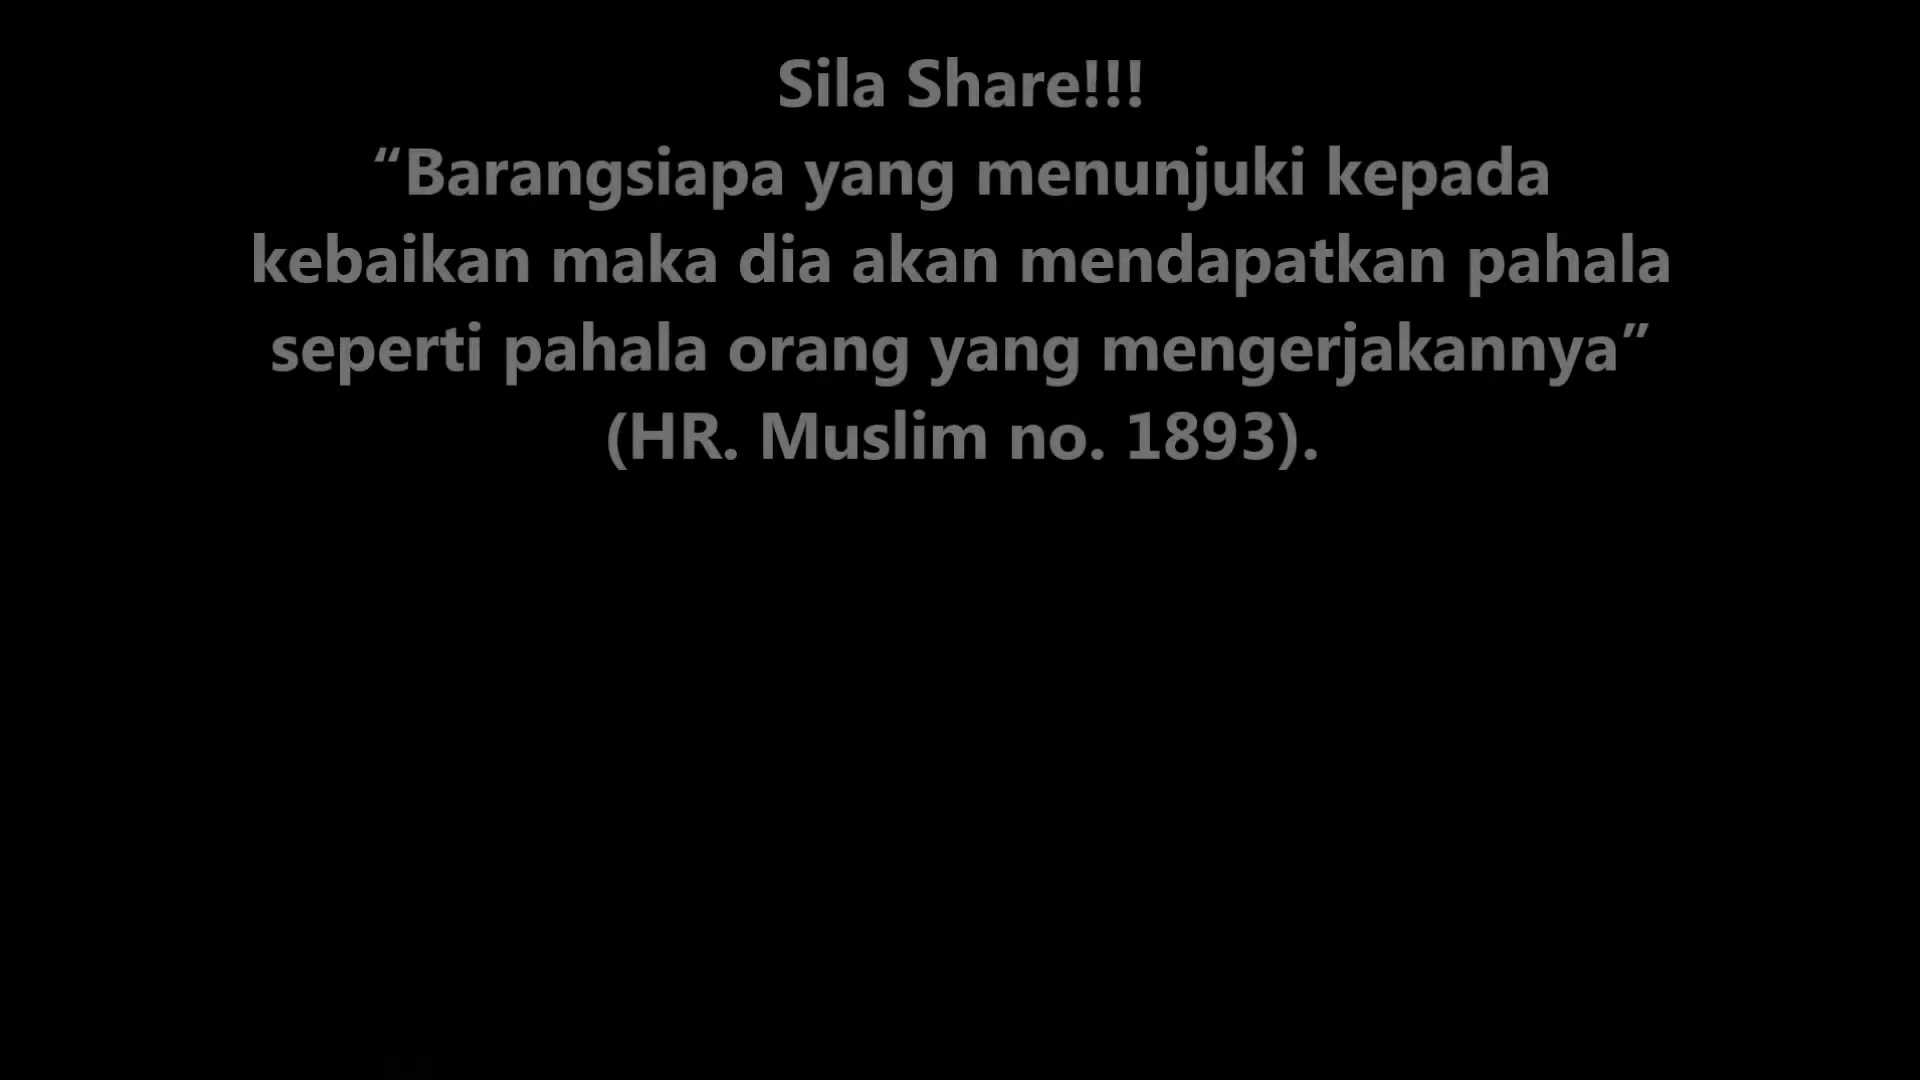 Sila Share!!!
“Barangsiapa yang menunjuki kepada
kebaikan maka dia akan mendapatkan pahala
seperti pahala orang yang mengerjakannya”
(HR. Muslim no. 1893).